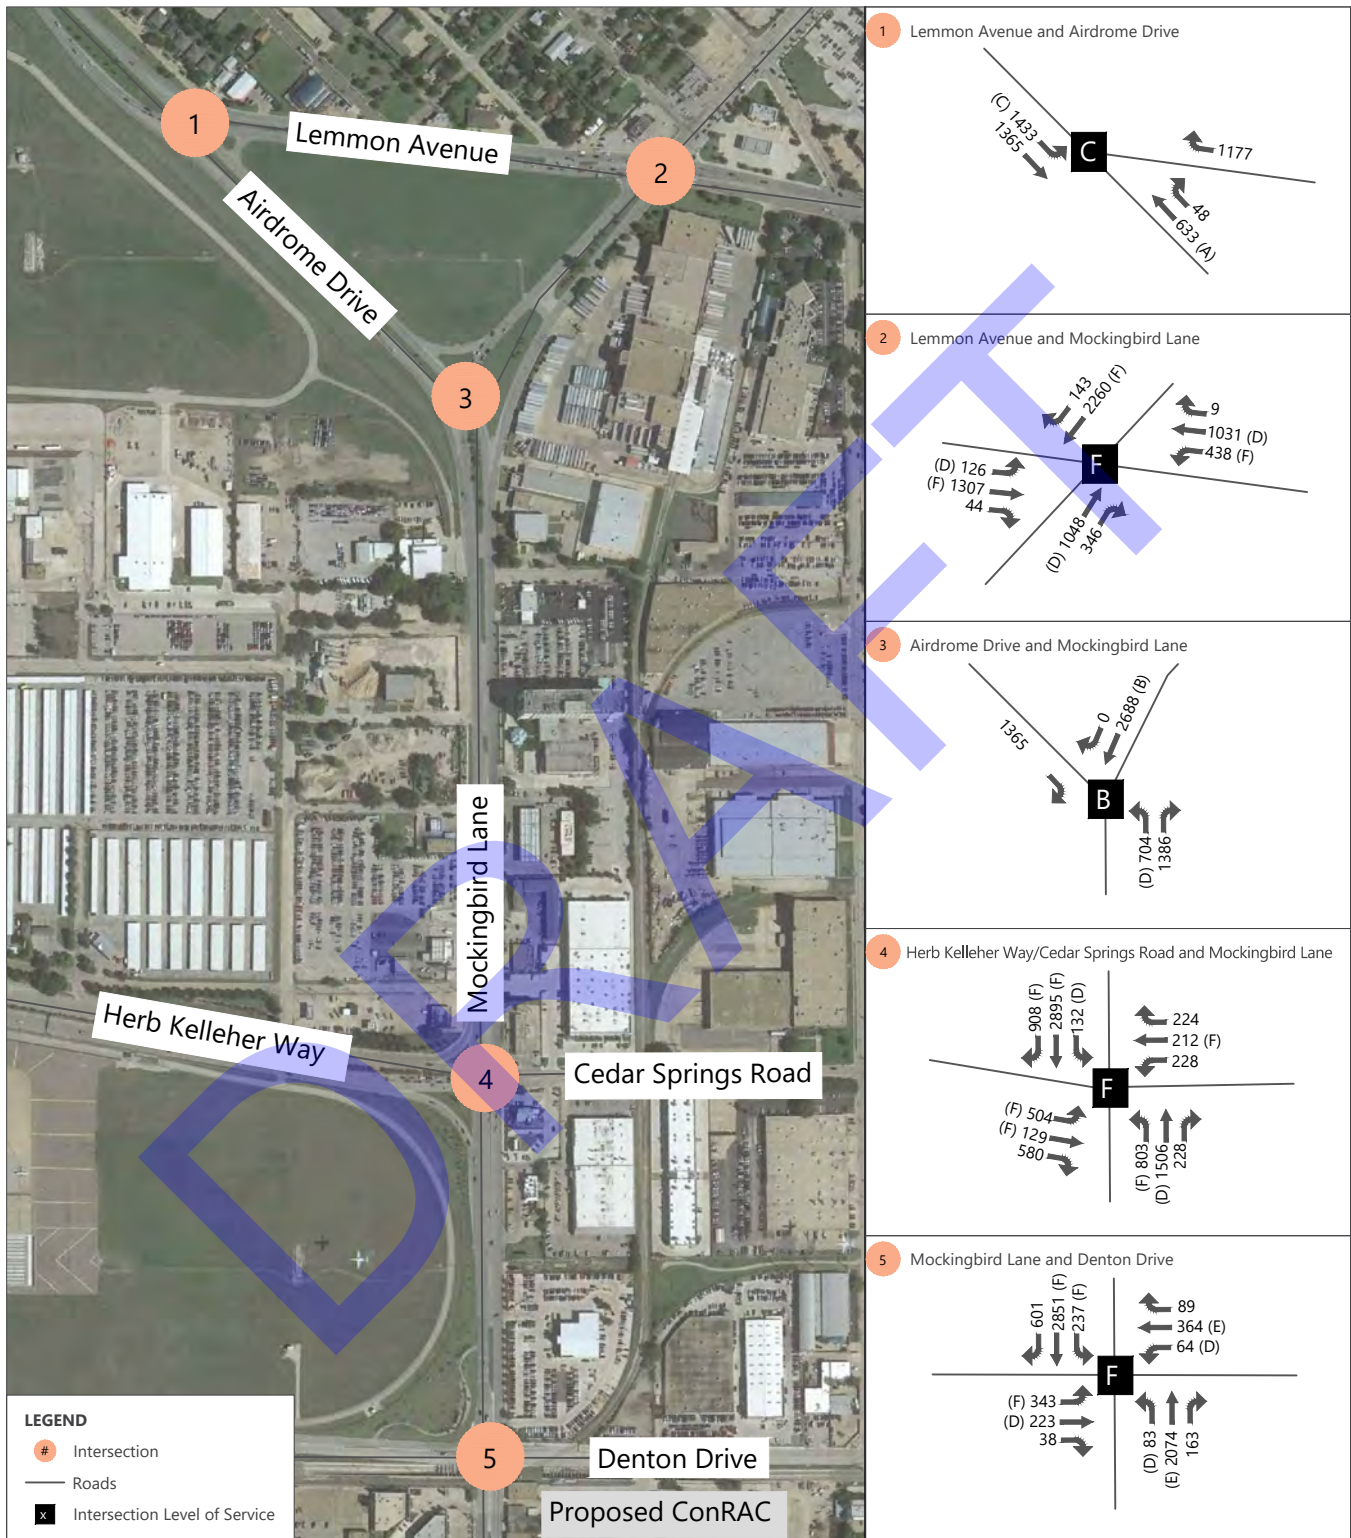 1
Lemmon Avenue
2
Airdrome Drive
3
Mockingbird Lane
Herb Kelleher Way
4
Cedar Springs Road
5
Denton Drive
Proposed ConRAC
LEGEND
# Intersection
Roads
x Intersection Level of Service
DRAFT
1 Lemmon Avenue and Airdrome Drive
(C) 1433
1365
C
1177
48
633 (A)
2 Lemmon Avenue and Mockingbird Lane
143
2260 (F)
9
1031 (D)
438 (F)
F
(D) 126
(F) 1307
44
(D) 1048
346
3 Airdrome Drive and Mockingbird Lane
1365
0
2688 (B)
B
(D) 704
1386
4 Herb Kelleher Way/Cedar Springs Road and Mockingbird Lane
908 (F)
2895 (F)
132 (D)
224
212 (F)
228
F
(F) 504
(F) 129
580
(F) 803
(D) 1506
228
5 Mockingbird Lane and Denton Drive
601
2851 (F)
237 (F)
89
364 (E)
64 (D)
F
(F) 343
(D) 223
38
(D) 83
(E) 2074
163